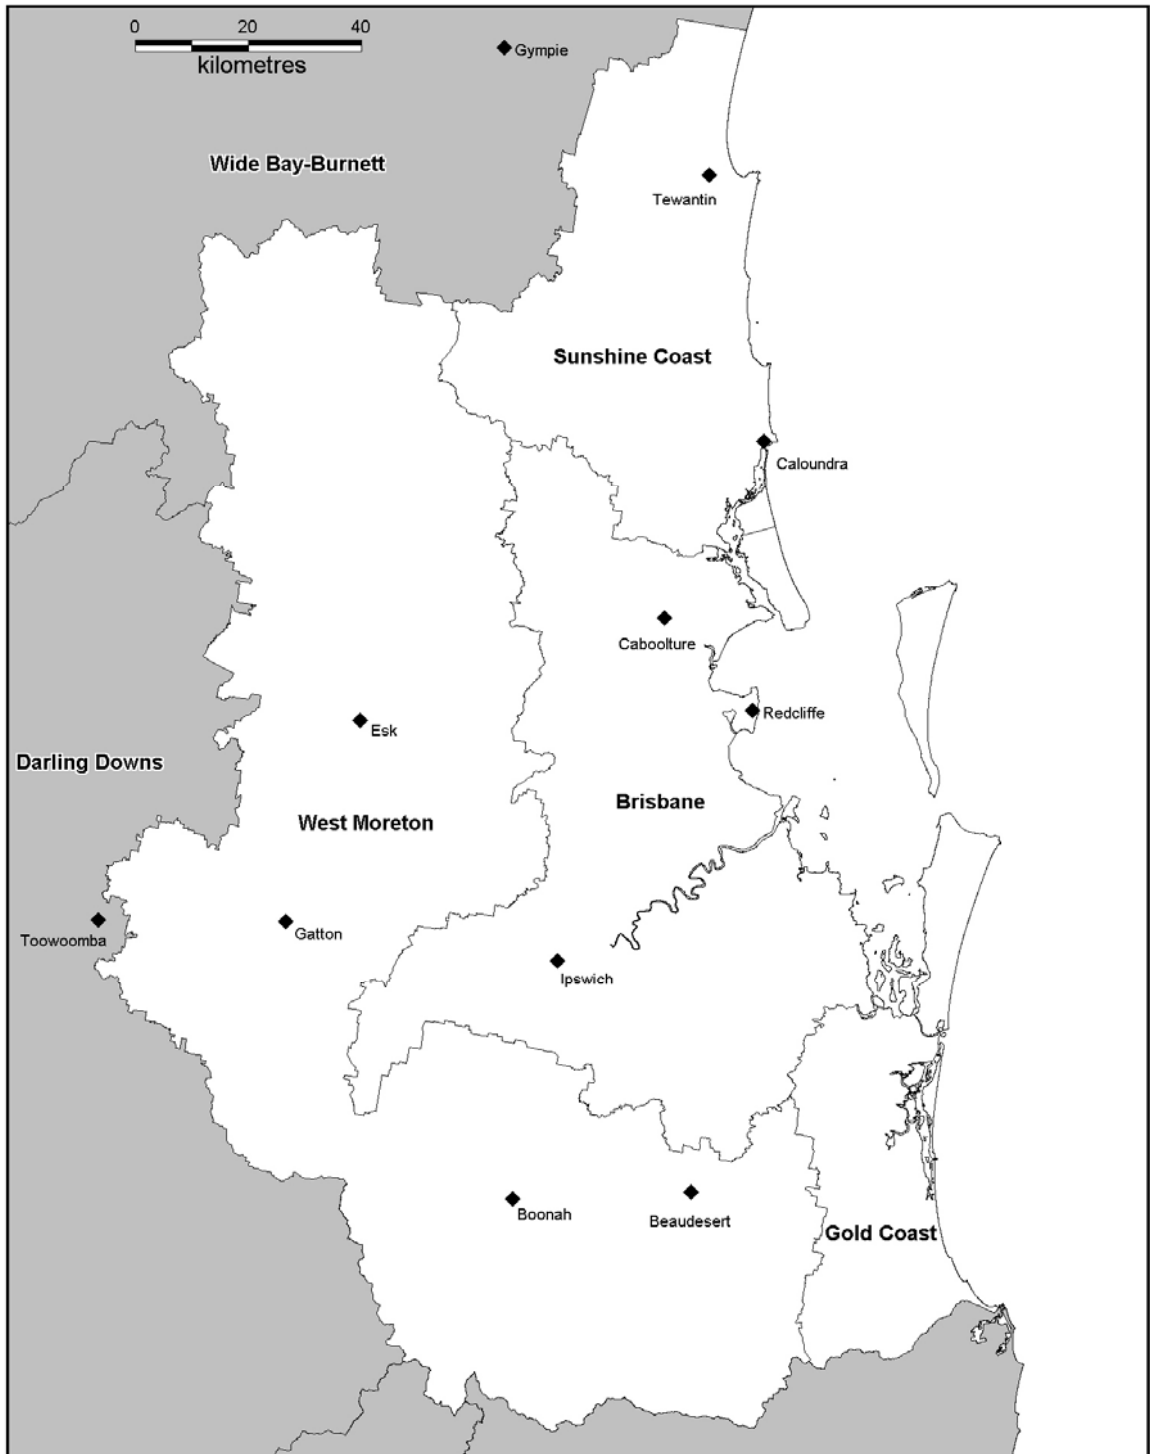 0 20 40
kilometres
Gympie
Wide Bay-Burnett
Tewantin
Sunshine Coast
Caloundra
Caboolture
Redcliffe
Esk
Darling Downs
Brisbane
West Moreton
Gatton
Toowoomba
Ipswich
Boonah
Beaudesert
Gold Coast